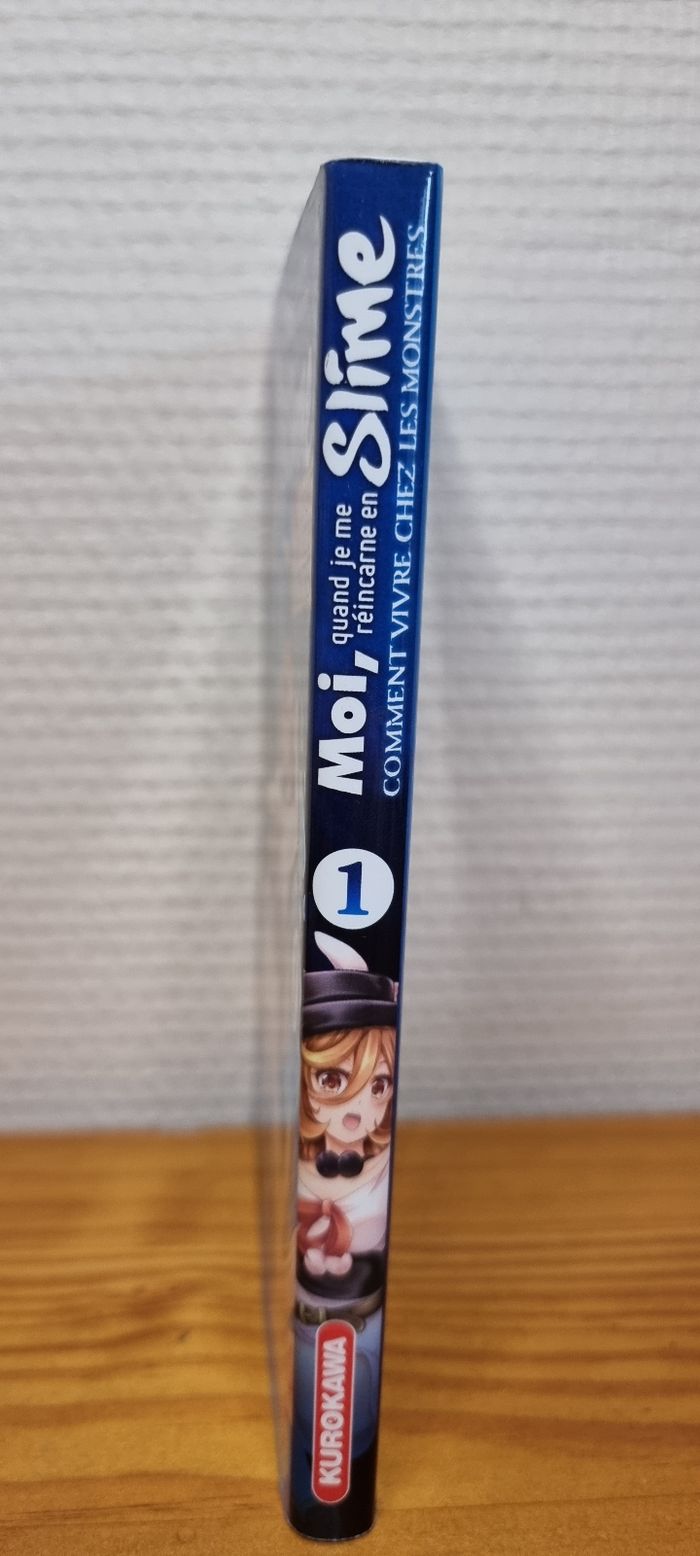 Moi, quand je me
réincarne en
Slime
COMMENT VIVRE CHEZ LES MONSTRES
1
KUROKAWA